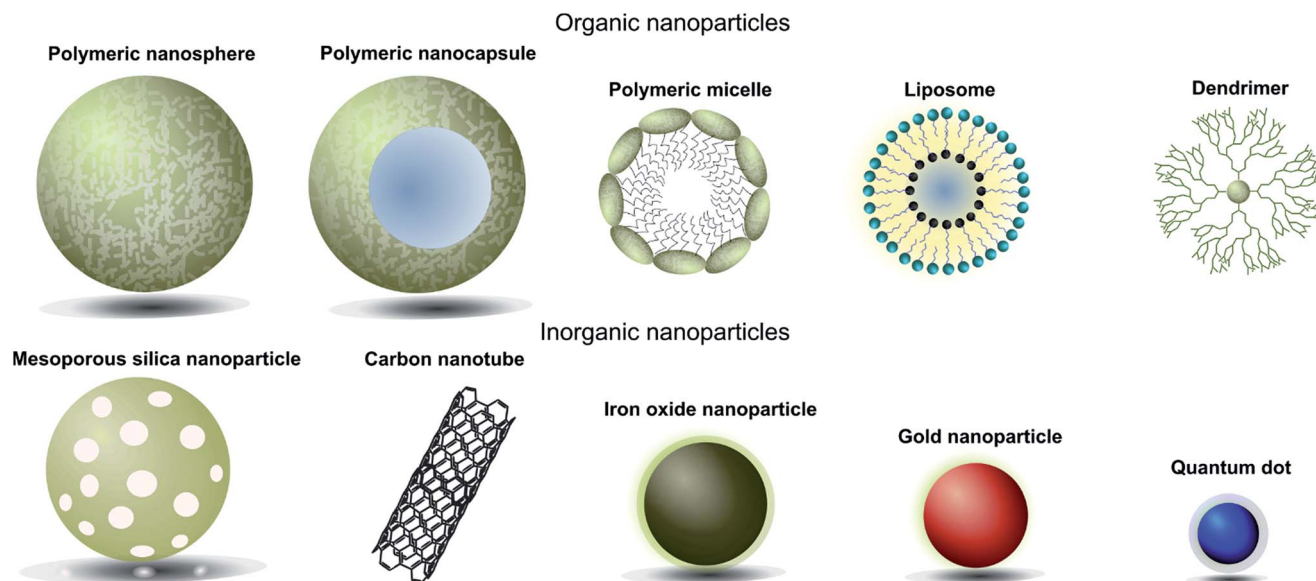 Organic nanoparticles
Polymeric nanosphere
Polymeric nanocapsule
Polymeric micelle
Liposome
Dendrimer
Inorganic nanoparticles
Mesoporous silica nanoparticle
Carbon nanotube
Iron oxide nanoparticle
Gold nanoparticle
Quantum dot